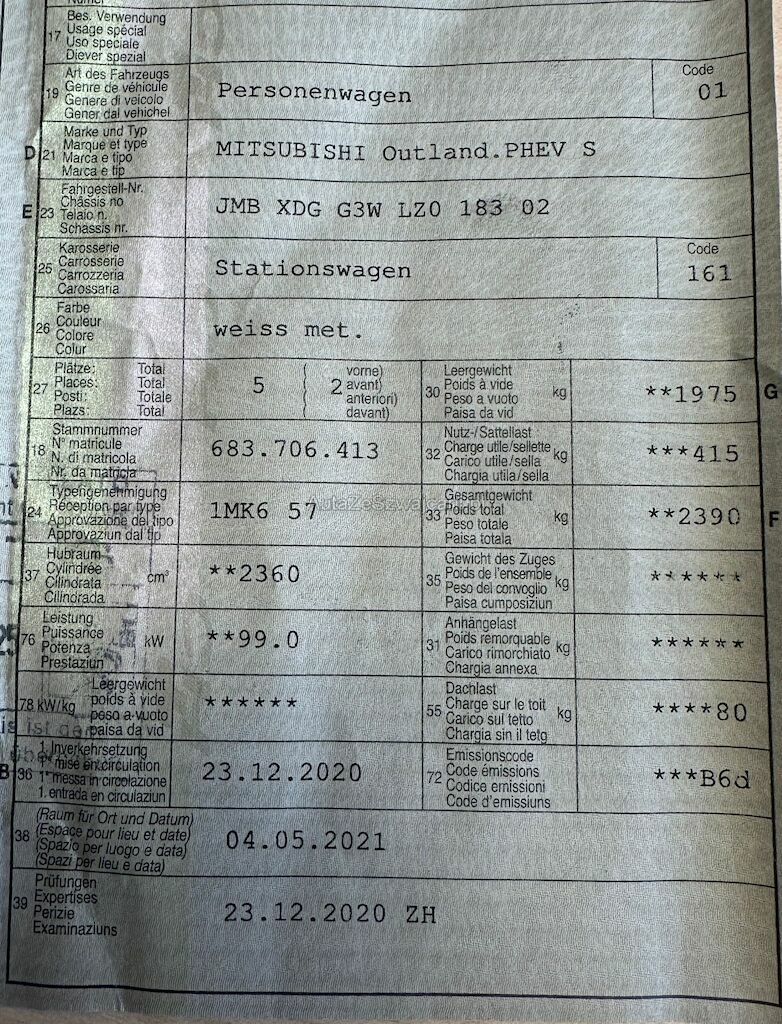 17 Bes. Verwendung
Usage spécial
Uso speciale
Diever spezial
19 Art des Fahrzeugs
Genre de véhicule
Genere di veicolo
Gener dal vehichel
Personenwagen
Code
01
D 21 Marke und Typ
Marque et type
Marca e tipo
Marca e tip
MITSUBISHI Outland.PHEV S
E 23 Fahrgestell-Nr.
Châssis no
Telaio n.
Schassis nr.
JMB XDG G3W LZ0 183 02
25 Karosserie
Carrosserie
Carrozzeria
Carossaria
Stationswagen
Code
161
26 Farbe
Couleur
Colore
Colur
weiss met.
27 Plätze: Total
Places: Total
Posti: Totale
Plazs: Total
5
2 vorne)
avant)
anteriori)
davant)
30 Leergewicht
Poids à vide
Peso a vuoto
Paisa da vid
kg
**1975 G
18 Stammnummer
N° matricule
N. di matricola
Nr. da matricla
683.706.413
32 Nutz-/Sattellast
Charge utile/sellette
Carico utile/sella
Chargia utila/sella
kg
***415
24 Typengenehmigung
Réception par type
Approvazione del tipo
Approvaziun dal tip
1MK6 57
33 Gesamtgewicht
Poids total
Peso totale
Paisa totala
kg
**2390 F
37 Hubraum
Cylindrée
Cilindrata
Cilindrada
cm³
**2360
35 Gewicht des Zuges
Poids de l'ensemble
Peso del convoglio
Paisa cumposiziun
kg
******
76 Leistung
Puissance
Potenza
Prestaziun
kW
**99.0
31 Anhängelast
Poids remorquable
Carico rimorchiato
Chargia annexa
kg
******
78 kW/kg Leergewicht
poids à vide
peso a vuoto
paisa da vid
******
55 Dachlast
Charge sur le toit
Carico sul tetto
Chargia sin il tetg
kg
****80
B 36 1. Inverkehrsetzung
1re mise en circulation
1a messa in circolazione
1. entrada en circulaziun
23.12.2020
72 Emissionscode
Code émissions
Codice emissioni
Code d'emissiuns
***B6d
38 (Raum für Ort und Datum)
(Espace pour lieu et date)
(Spazio per luogo e data)
(Spazi per lieu e data)
04.05.2021
39 Prüfungen
Expertises
Perizie
Examinaziuns
23.12.2020 ZH